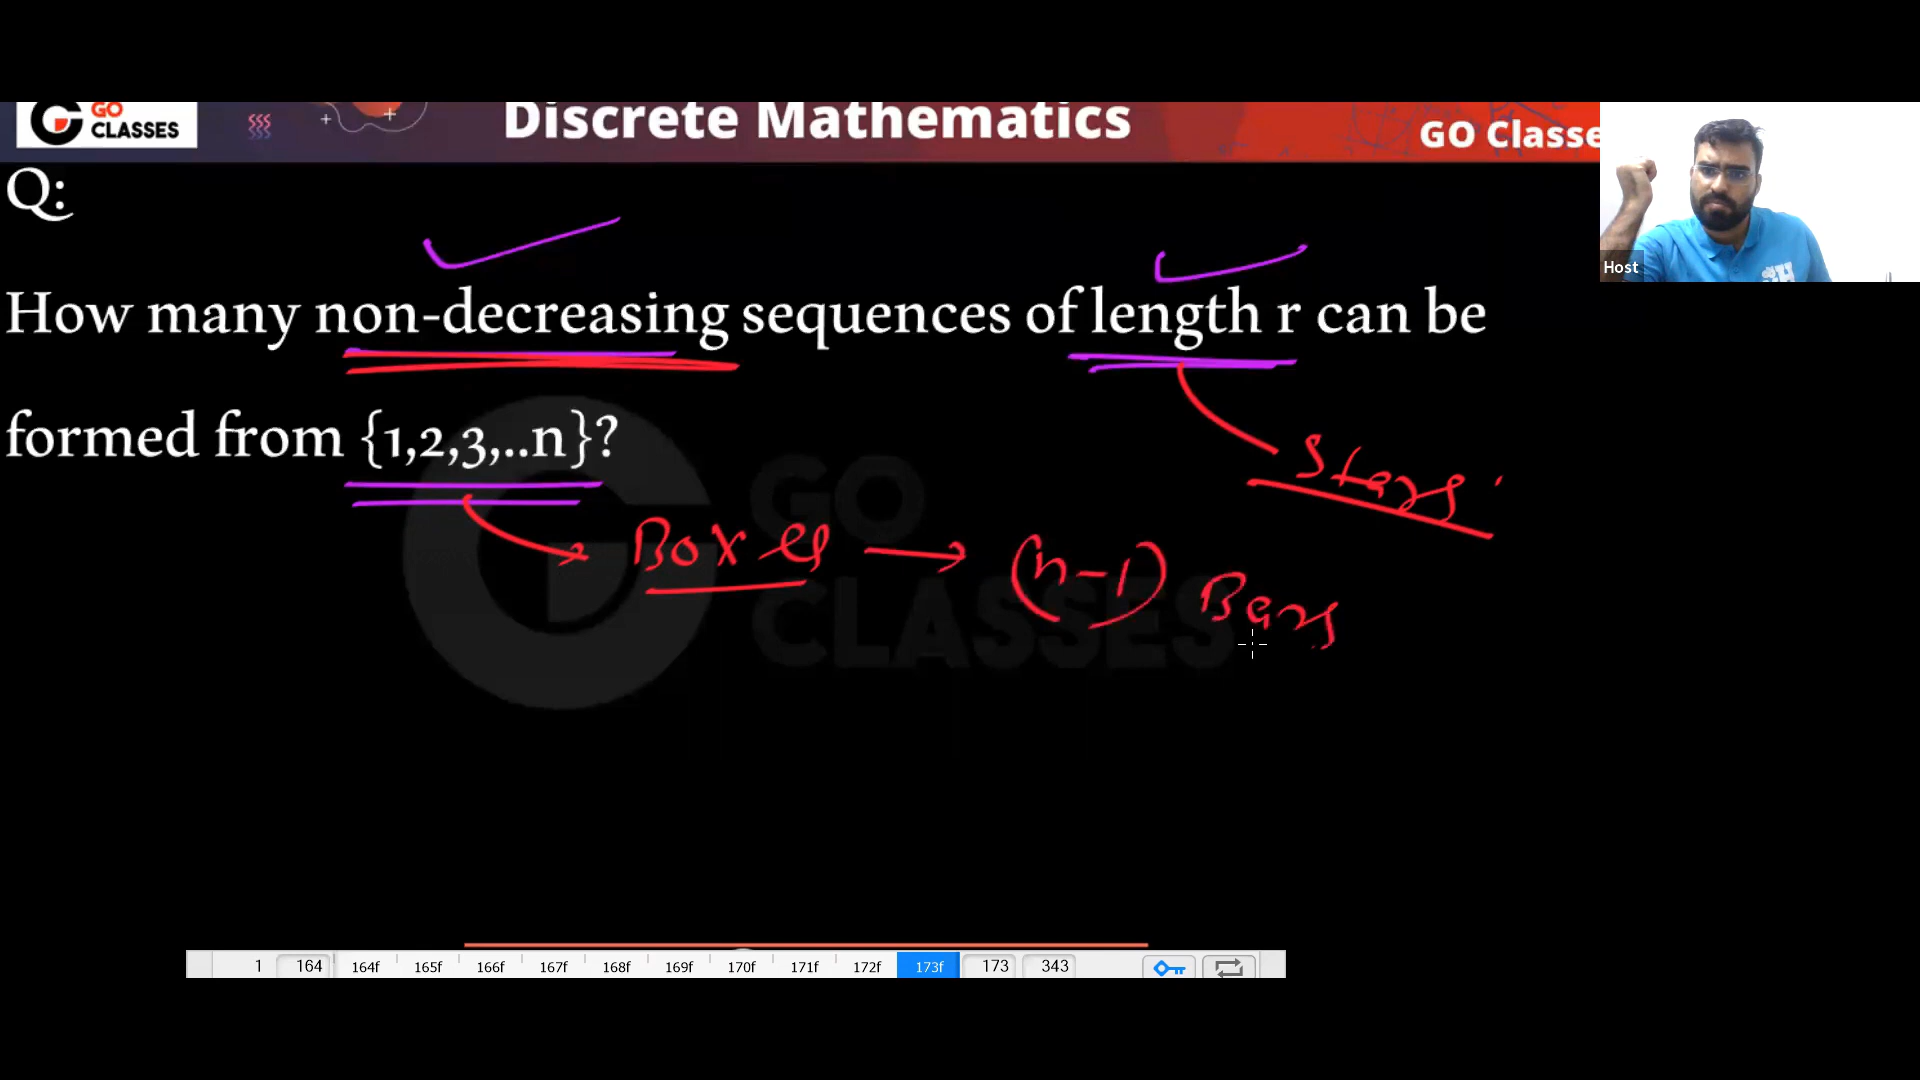 GO
CLASSES
Discrete Mathematics
GO Classe
Q:
Host
How many non-decreasing sequences of length r can be
formed from {1,2,3,..n}?
Stars
Boxes → (n-1) Bars
GO
CLASSES
1 164 164f 165f 166f 167f 168f 169f 170f 171f 172f 173f 173 343